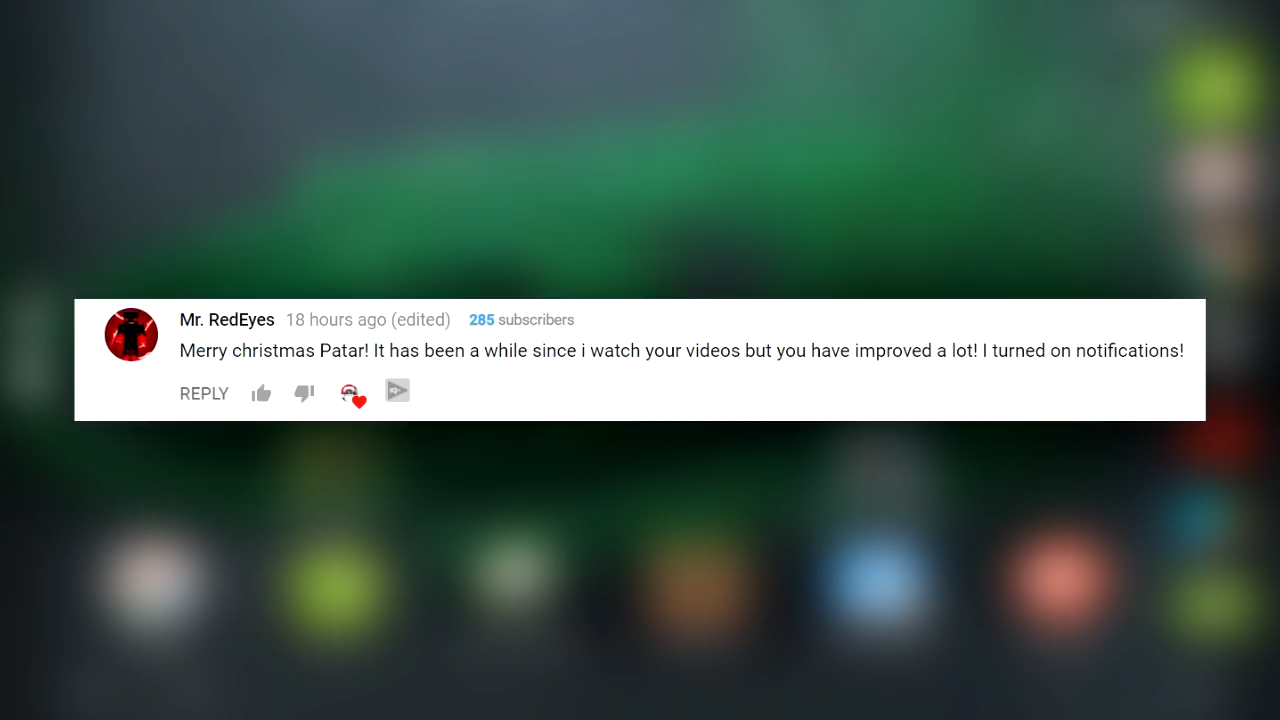 Mr. RedEyes 18 hours ago (edited) 285 subscribers
Merry christmas Patar! It has been a while since i watch your videos but you have improved a lot! I turned on notifications!
REPLY